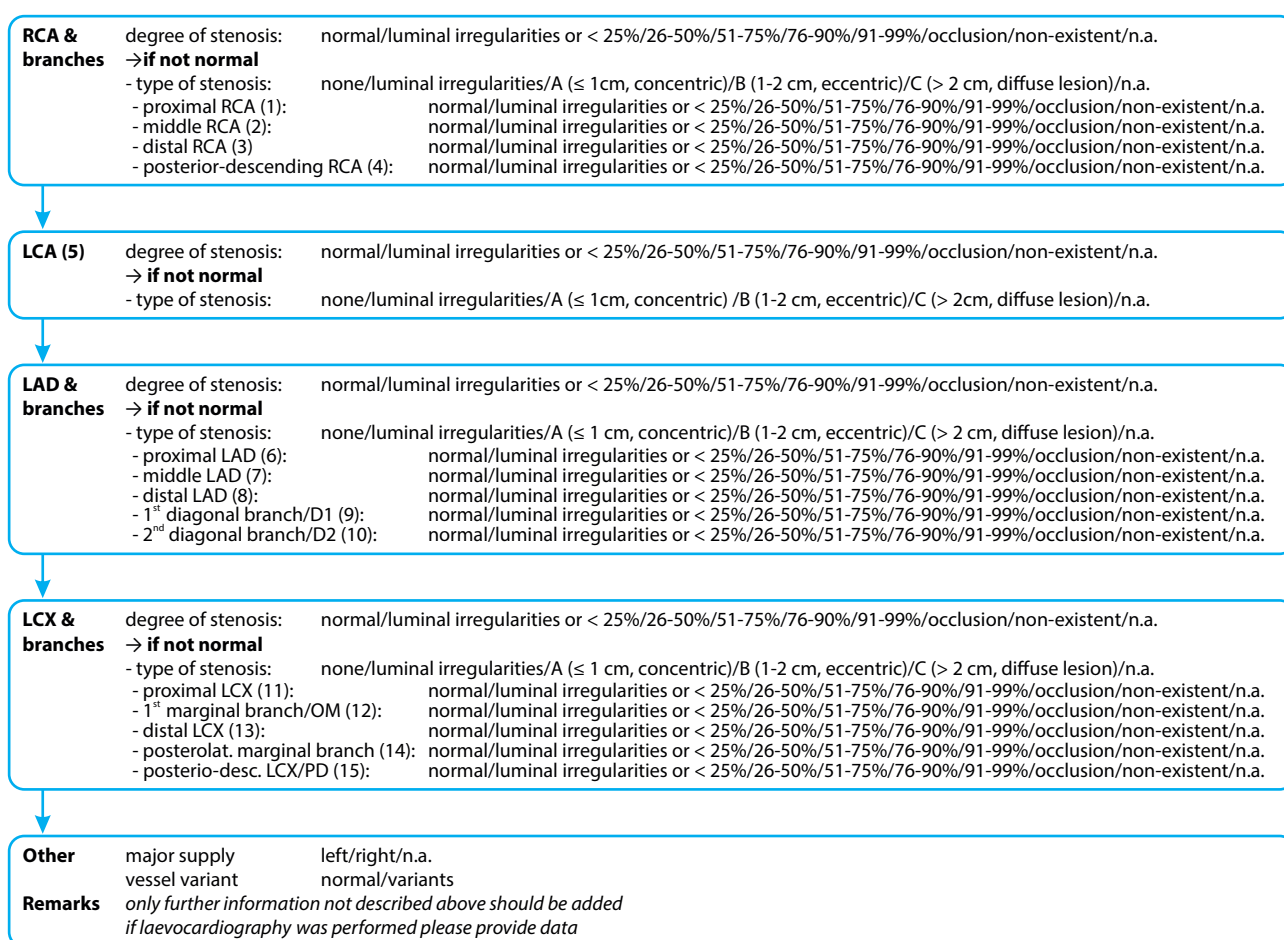 RCA & degree of stenosis: normal/luminal irregularities or < 25%/26-50%/51-75%/76-90%/91-99%/occlusion/non-existent/n.a.
branches →if not normal
- type of stenosis: none/luminal irregularities/A (≤ 1cm, concentric)/B (1-2 cm, eccentric)/C (> 2 cm, diffuse lesion)/n.a.
- proximal RCA (1): normal/luminal irregularities or < 25%/26-50%/51-75%/76-90%/91-99%/occlusion/non-existent/n.a.
- middle RCA (2): normal/luminal irregularities or < 25%/26-50%/51-75%/76-90%/91-99%/occlusion/non-existent/n.a.
- distal RCA (3) normal/luminal irregularities or < 25%/26-50%/51-75%/76-90%/91-99%/occlusion/non-existent/n.a.
- posterior-descending RCA (4): normal/luminal irregularities or < 25%/26-50%/51-75%/76-90%/91-99%/occlusion/non-existent/n.a.
LCA (5) degree of stenosis: normal/luminal irregularities or < 25%/26-50%/51-75%/76-90%/91-99%/occlusion/non-existent/n.a.
→ if not normal
- type of stenosis: none/luminal irregularities/A (≤ 1cm, concentric) /B (1-2 cm, eccentric)/C (> 2cm, diffuse lesion)/n.a.
LAD & degree of stenosis: normal/luminal irregularities or < 25%/26-50%/51-75%/76-90%/91-99%/occlusion/non-existent/n.a.
branches → if not normal
- type of stenosis: none/luminal irregularities/A (≤ 1 cm, concentric)/B (1-2 cm, eccentric)/C (> 2 cm, diffuse lesion)/n.a.
- proximal LAD (6): normal/luminal irregularities or < 25%/26-50%/51-75%/76-90%/91-99%/occlusion/non-existent/n.a.
- middle LAD (7): normal/luminal irregularities or < 25%/26-50%/51-75%/76-90%/91-99%/occlusion/non-existent/n.a.
- distal LAD (8): normal/luminal irregularities or < 25%/26-50%/51-75%/76-90%/91-99%/occlusion/non-existent/n.a.
- 1st diagonal branch/D1 (9): normal/luminal irregularities or < 25%/26-50%/51-75%/76-90%/91-99%/occlusion/non-existent/n.a.
- 2nd diagonal branch/D2 (10): normal/luminal irregularities or < 25%/26-50%/51-75%/76-90%/91-99%/occlusion/non-existent/n.a.
LCX & degree of stenosis: normal/luminal irregularities or < 25%/26-50%/51-75%/76-90%/91-99%/occlusion/non-existent/n.a.
branches → if not normal
- type of stenosis: none/luminal irregularities/A (≤ 1 cm, concentric)/B (1-2 cm, eccentric)/C (> 2 cm, diffuse lesion)/n.a.
- proximal LCX (11): normal/luminal irregularities or < 25%/26-50%/51-75%/76-90%/91-99%/occlusion/non-existent/n.a.
- 1st marginal branch/OM (12): normal/luminal irregularities or < 25%/26-50%/51-75%/76-90%/91-99%/occlusion/non-existent/n.a.
- distal LCX (13): normal/luminal irregularities or < 25%/26-50%/51-75%/76-90%/91-99%/occlusion/non-existent/n.a.
- posterolat. marginal branch (14): normal/luminal irregularities or < 25%/26-50%/51-75%/76-90%/91-99%/occlusion/non-existent/n.a.
- posterio-desc. LCX/PD (15): normal/luminal irregularities or < 25%/26-50%/51-75%/76-90%/91-99%/occlusion/non-existent/n.a.
Other major supply left/right/n.a.
vessel variant normal/variants
Remarks only further information not described above should be added
if laevocardiography was performed please provide data